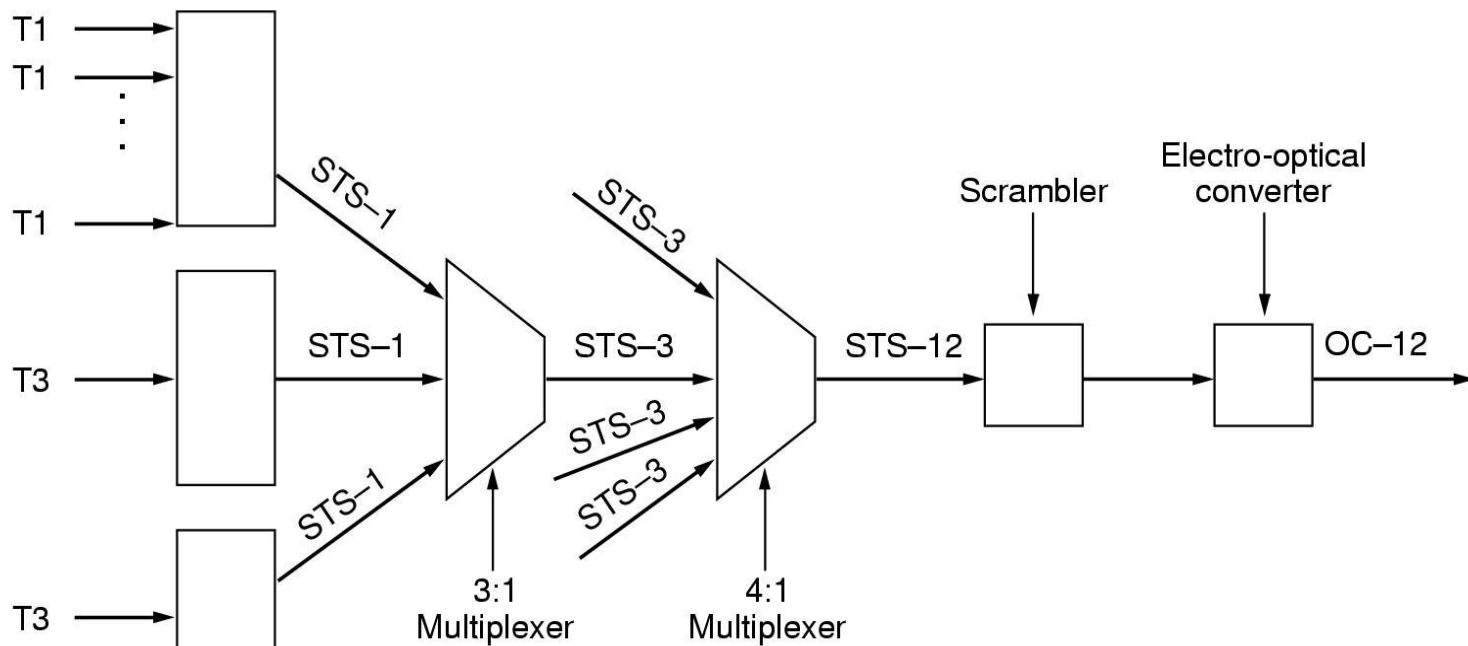 T1
T1
T1
T3
T3
STS–1
STS–1
STS–1
3:1
Multiplexer
STS–3
STS–3
STS–3
STS–3
4:1
Multiplexer
STS–12
Scrambler
Electro-optical
converter
OC–12